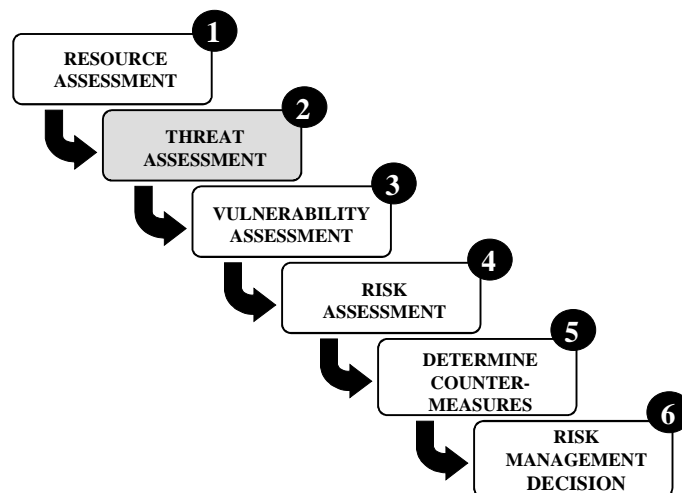 1
RESOURCE
ASSESSMENT
2
THREAT
ASSESSMENT
3
VULNERABILITY
ASSESSMENT
4
RISK
ASSESSMENT
5
DETERMINE
COUNTER-
MEASURES
6
RISK
MANAGEMENT
DECISION